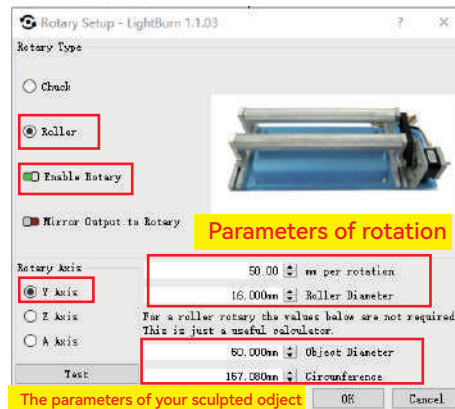 Rotary Setup - LightBurn 1.1.03
?
×
Rotary Type
Chuck
Roller
Enable Rotary
Mirror Output to Rotary
Parameters of rotation
Rotary Axis
50.00 mm per rotation
Y Axis
16.000mm Roller Diameter
Z Axis
For a roller rotary the values below are not required
A Axis
This is just a useful calculator.
60.000mm Object Diameter
Test
167.080mm Circumference
The parameters of your sculpted object
OK
Cancel